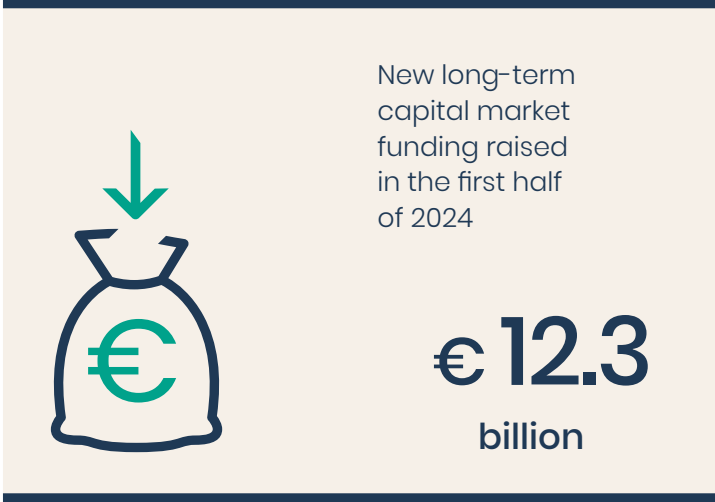 New long-term
capital market
funding raised
in the first half
of 2024
€
€ 12.3
billion